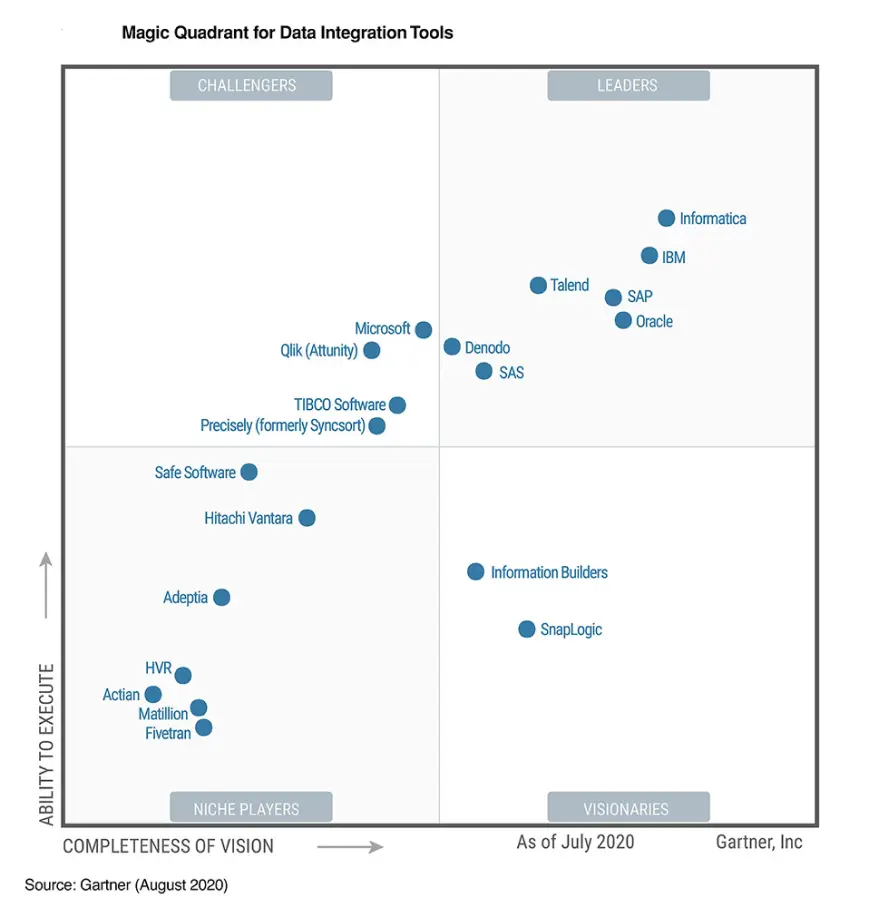 Magic Quadrant for Data Integration Tools
CHALLENGERS
LEADERS
Informatica
IBM
Talend
SAP
Oracle
Microsoft
Qlik (Attunity)
Denodo
SAS
TIBCO Software
Precisely (formerly Syncsort)
Safe Software
Hitachi Vantara
Information Builders
Adeptia
SnapLogic
HVR
Actian
Matillion
Fivetran
NICHE PLAYERS
VISIONARIES
ABILITY TO EXECUTE
COMPLETENESS OF VISION
As of July 2020
Gartner, Inc
Source: Gartner (August 2020)